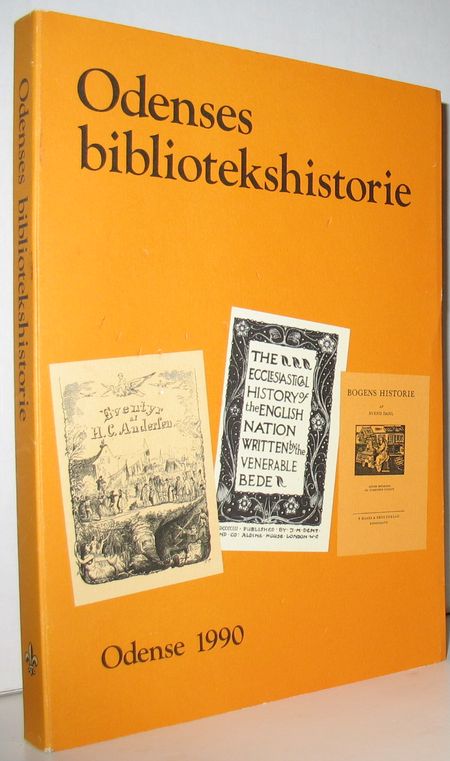 Odenses
bibliotekshistorie
Odenses bibliotekshistorie
Eventyr
af
H. C. Andersen.
THE
ECCLESIASTICAL
HISTORY of
the ENGLISH
NATION
WRITTEN by the
VENERABLE
BEDE
PUBLISHED BY J M DENT
AND CO ALDINE HOUSE LONDON W C
BOGENS HISTORIE
AF
SVEND DAHL
Odense 1990